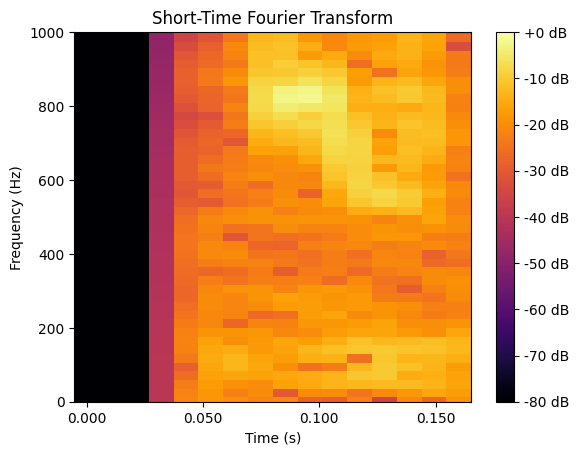 Short-Time Fourier Transform
1000
800
600
400
200
0
Frequency (Hz)
0.000
0.050
0.100
0.150
Time (s)
+0 dB
-10 dB
-20 dB
-30 dB
-40 dB
-50 dB
-60 dB
-70 dB
-80 dB